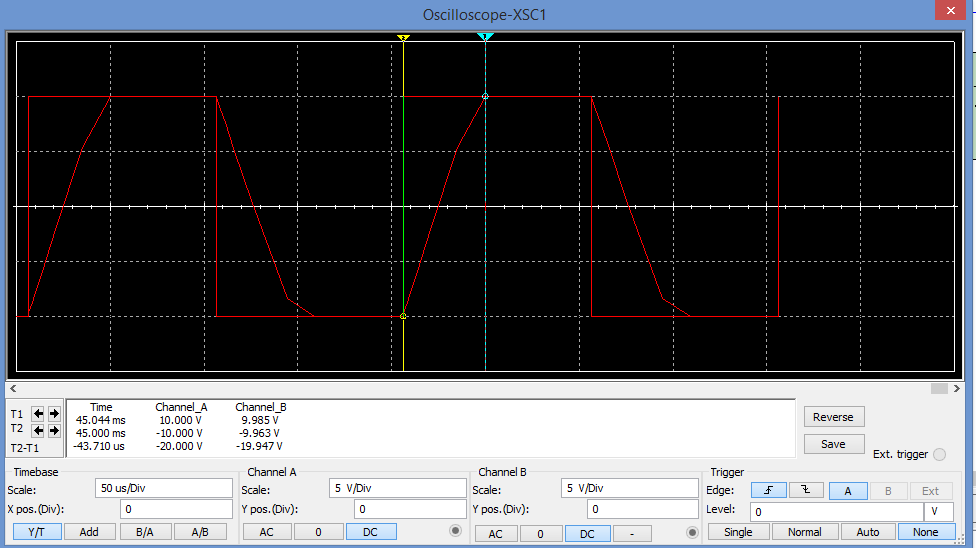 Oscilloscope-XSC1
2 1
Time Channel_A Channel_B
T1 45.044 ms 10.000 V 9.985 V
T2 45.000 ms -10.000 V -9.963 V
T2-T1 -43.710 us -20.000 V -19.947 V
Reverse
Save
Ext. trigger
Timebase
Scale: 50 us/Div
X pos.(Div): 0
Y/T Add B/A A/B
Channel A
Scale: 5 V/Div
Y pos.(Div): 0
AC 0 DC
Channel B
Scale: 5 V/Div
Y pos.(Div): 0
AC 0 DC -
Trigger
Edge: A B Ext
Level: 0 V
Single Normal Auto None